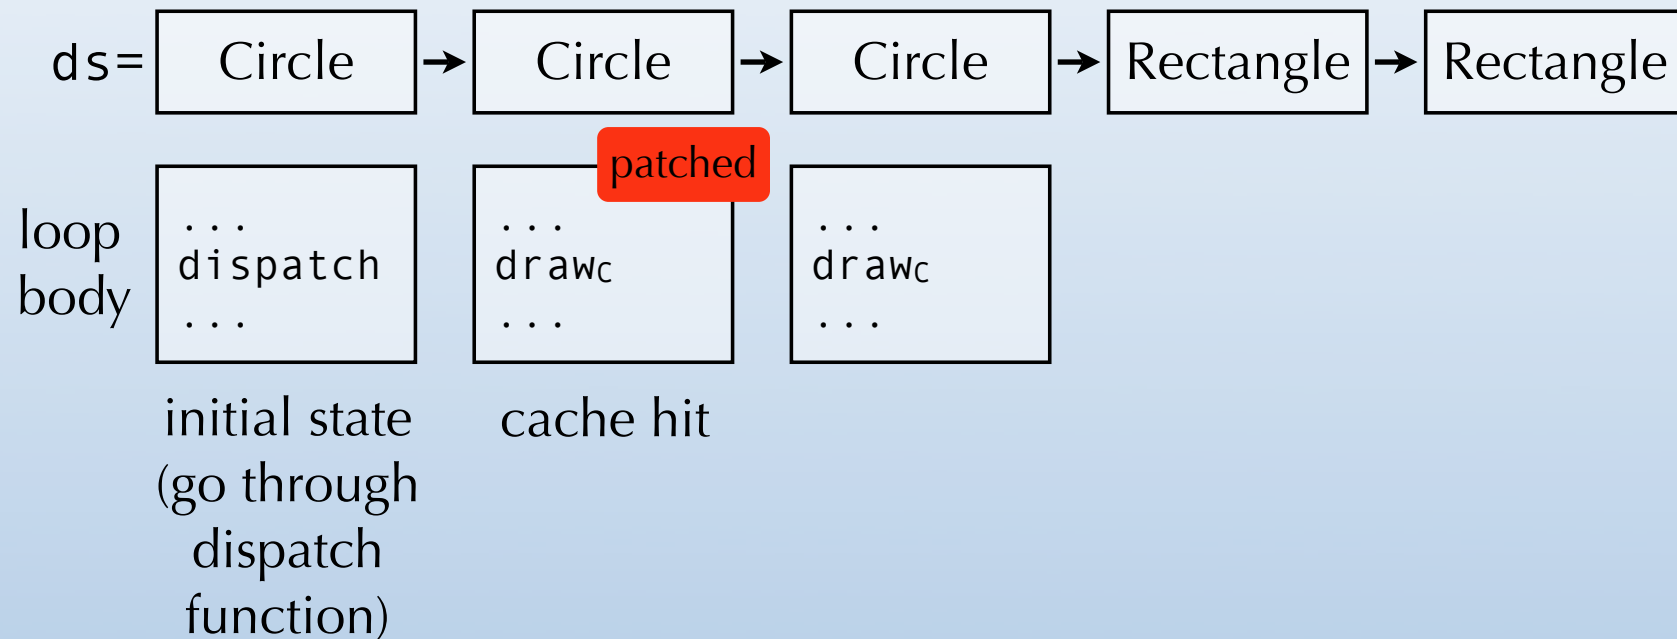 ds= Circle Circle Circle Rectangle Rectangle
patched
loop body
...
dispatch
...
...
drawC
...
...
drawC
...
initial state
(go through
dispatch
function)
cache hit